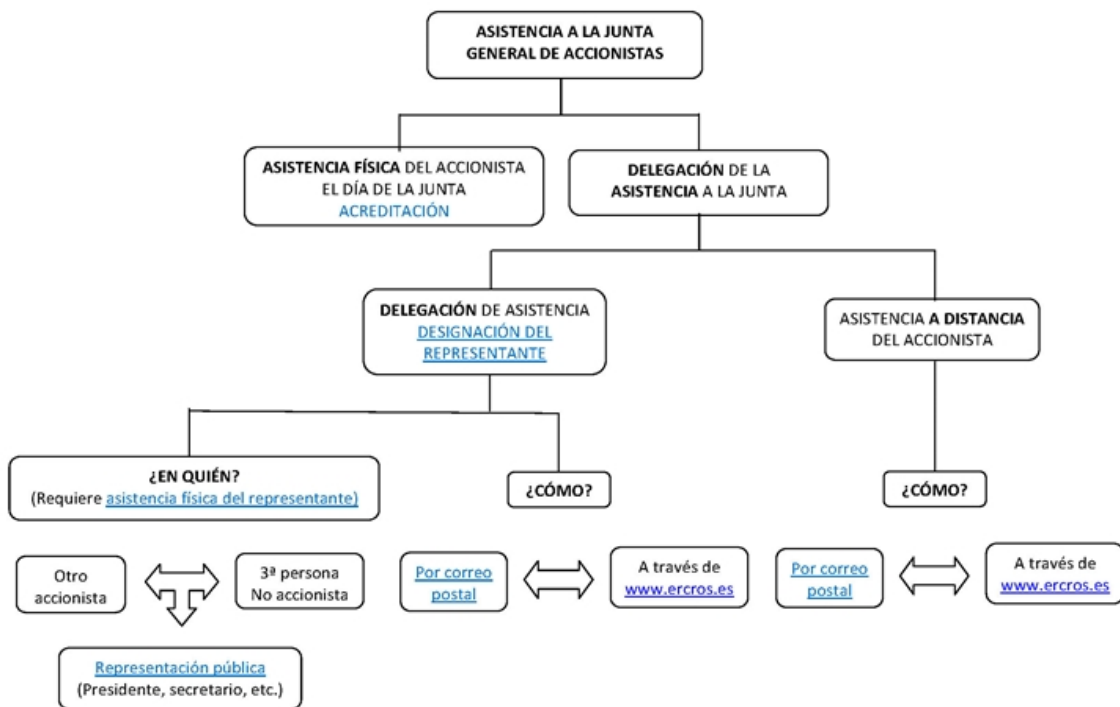 ASISTENCIA A LA JUNTA
GENERAL DE ACCIONISTAS
ASISTENCIA FÍSICA DEL ACCIONISTA
EL DÍA DE LA JUNTA
ACREDITACIÓN
DELEGACIÓN DE LA
ASISTENCIA A LA JUNTA
DELEGACIÓN DE ASISTENCIA
DESIGNACIÓN DEL
REPRESENTANTE
ASISTENCIA A DISTANCIA
DEL ACCIONISTA
¿EN QUIÉN?
(Requiere asistencia física del representante)
¿CÓMO?
¿CÓMO?
Otro
accionista
3ª persona
No accionista
Por correo
postal
A través de
www.ercros.es
Por correo
postal
A través de
www.ercros.es
Representación pública
(Presidente, secretario, etc.)